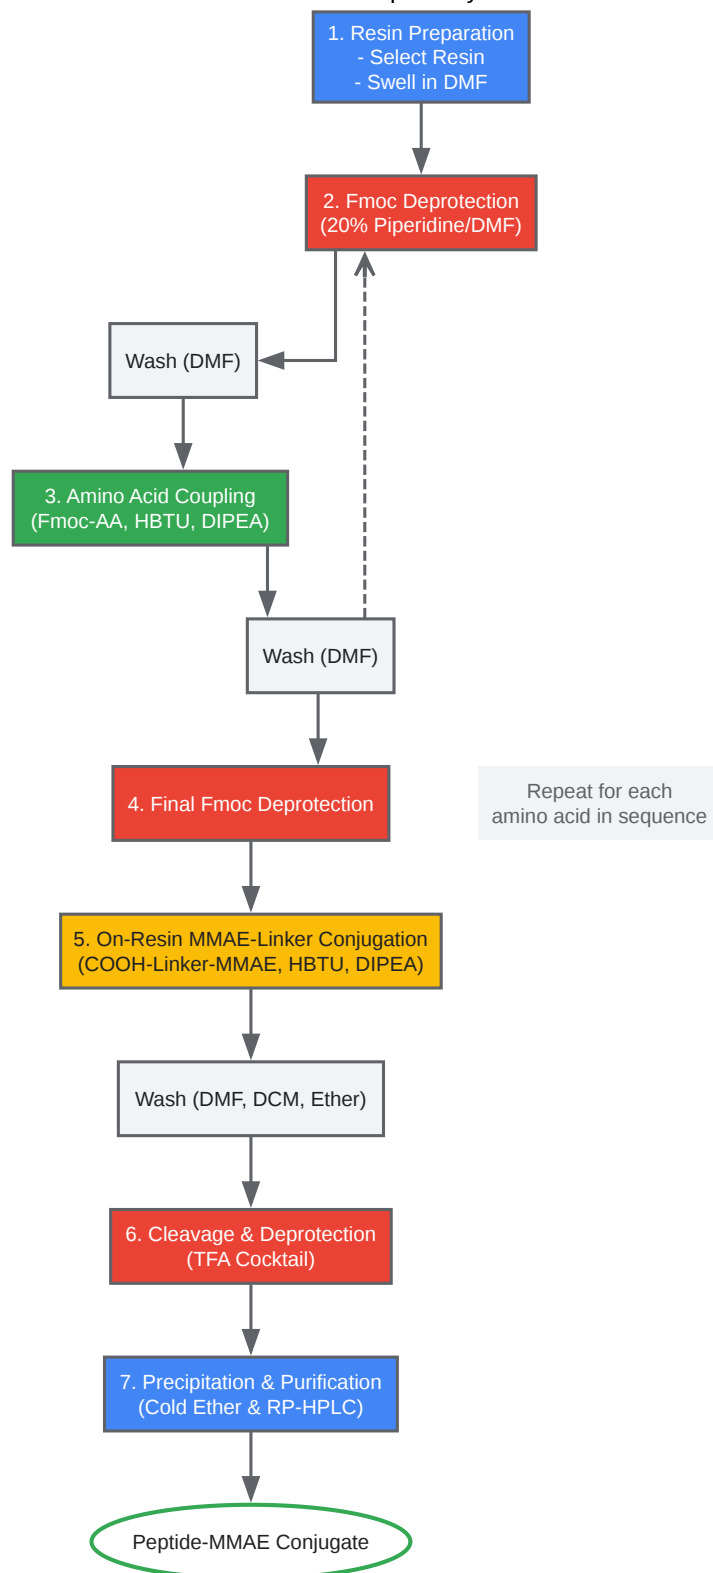 1. Resin Preparation
- Select Resin
- Swell in DMF
2. Fmoc Deprotection
(20% Piperidine/DMF)
Wash (DMF)
3. Amino Acid Coupling
(Fmoc-AA, HBTU, DIPEA)
Wash (DMF)
4. Final Fmoc Deprotection
Repeat for each
amino acid in sequence
5. On-Resin MMAE-Linker Conjugation
(COOH-Linker-MMAE, HBTU, DIPEA)
Wash (DMF, DCM, Ether)
6. Cleavage & Deprotection
(TFA Cocktail)
7. Precipitation & Purification
(Cold Ether & RP-HPLC)
Peptide-MMAE Conjugate